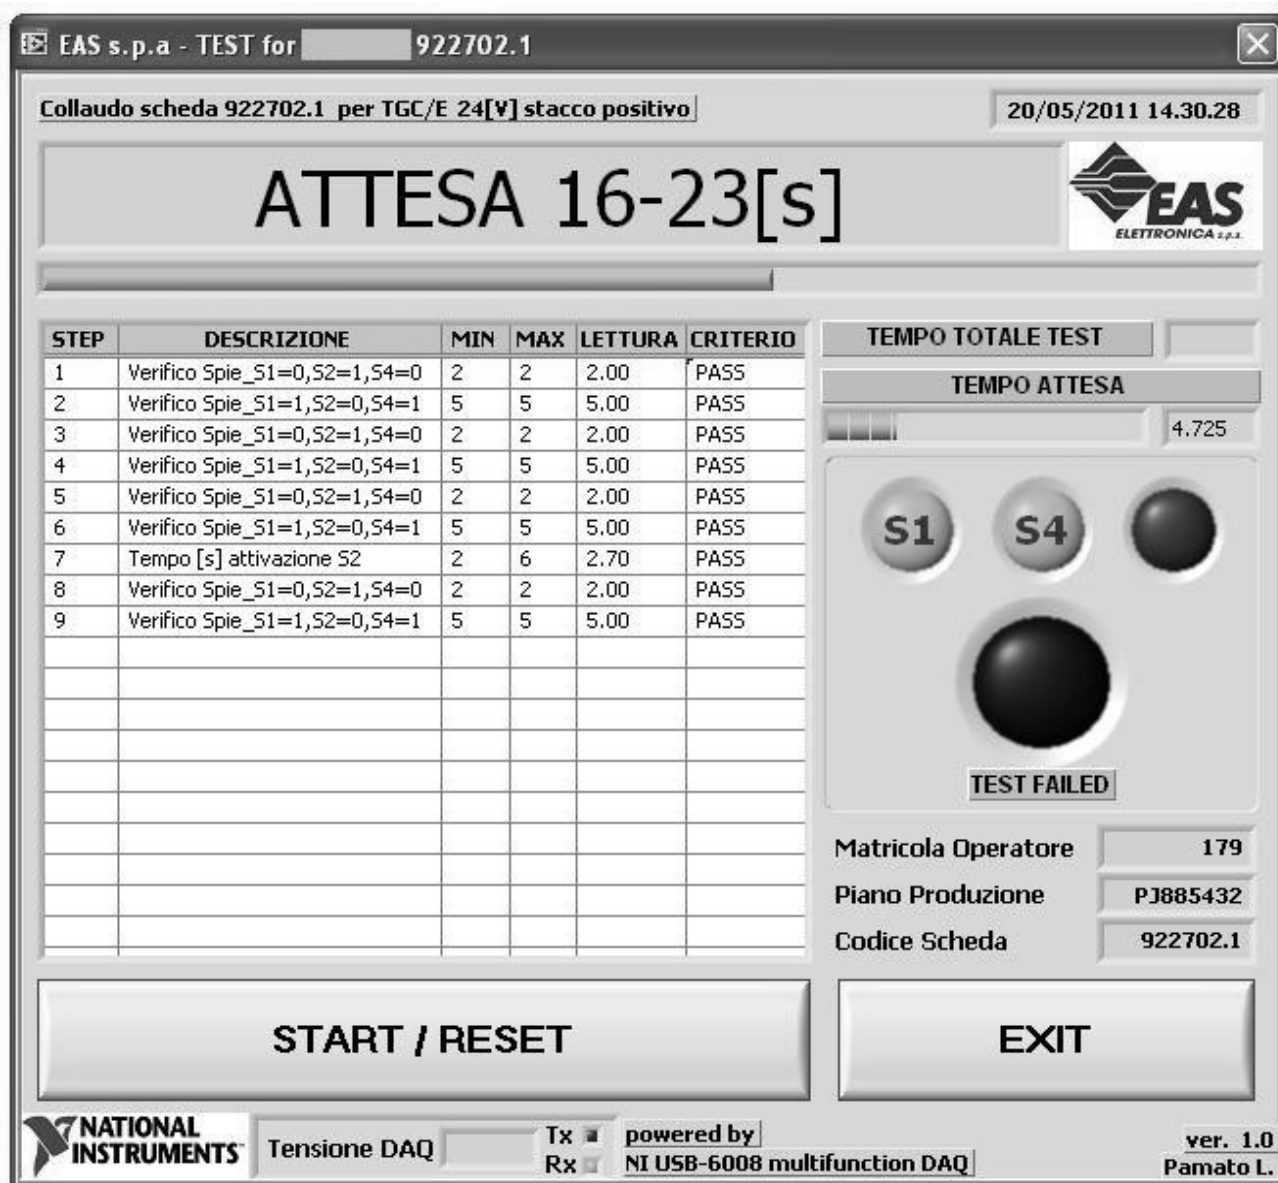 EAS s.p.a - TEST for 922702.1
Collaudo scheda 922702.1 per TGC/E 24[V] stacco positivo
20/05/2011 14.30.28
ATTESA 16-23[s]
EAS
ELETTRONICA s.p.a.
STEP DESCRIZIONE MIN MAX LETTURA CRITERIO
1 Verifico Spie_S1=0,S2=1,S4=0 2 2 2.00 PASS
2 Verifico Spie_S1=1,S2=0,S4=1 5 5 5.00 PASS
3 Verifico Spie_S1=0,S2=1,S4=0 2 2 2.00 PASS
4 Verifico Spie_S1=1,S2=0,S4=1 5 5 5.00 PASS
5 Verifico Spie_S1=0,S2=1,S4=0 2 2 2.00 PASS
6 Verifico Spie_S1=1,S2=0,S4=1 5 5 5.00 PASS
7 Tempo [s] attivazione S2 2 6 2.70 PASS
8 Verifico Spie_S1=0,S2=1,S4=0 2 2 2.00 PASS
9 Verifico Spie_S1=1,S2=0,S4=1 5 5 5.00 PASS
TEMPO TOTALE TEST
TEMPO ATTESA
4.725
S1 S4
TEST FAILED
Matricola Operatore 179
Piano Produzione PJ885432
Codice Scheda 922702.1
START / RESET
EXIT
NATIONAL
INSTRUMENTS
Tensione DAQ
Tx
Rx
powered by
NI USB-6008 multifunction DAQ
ver. 1.0
Pamato L.